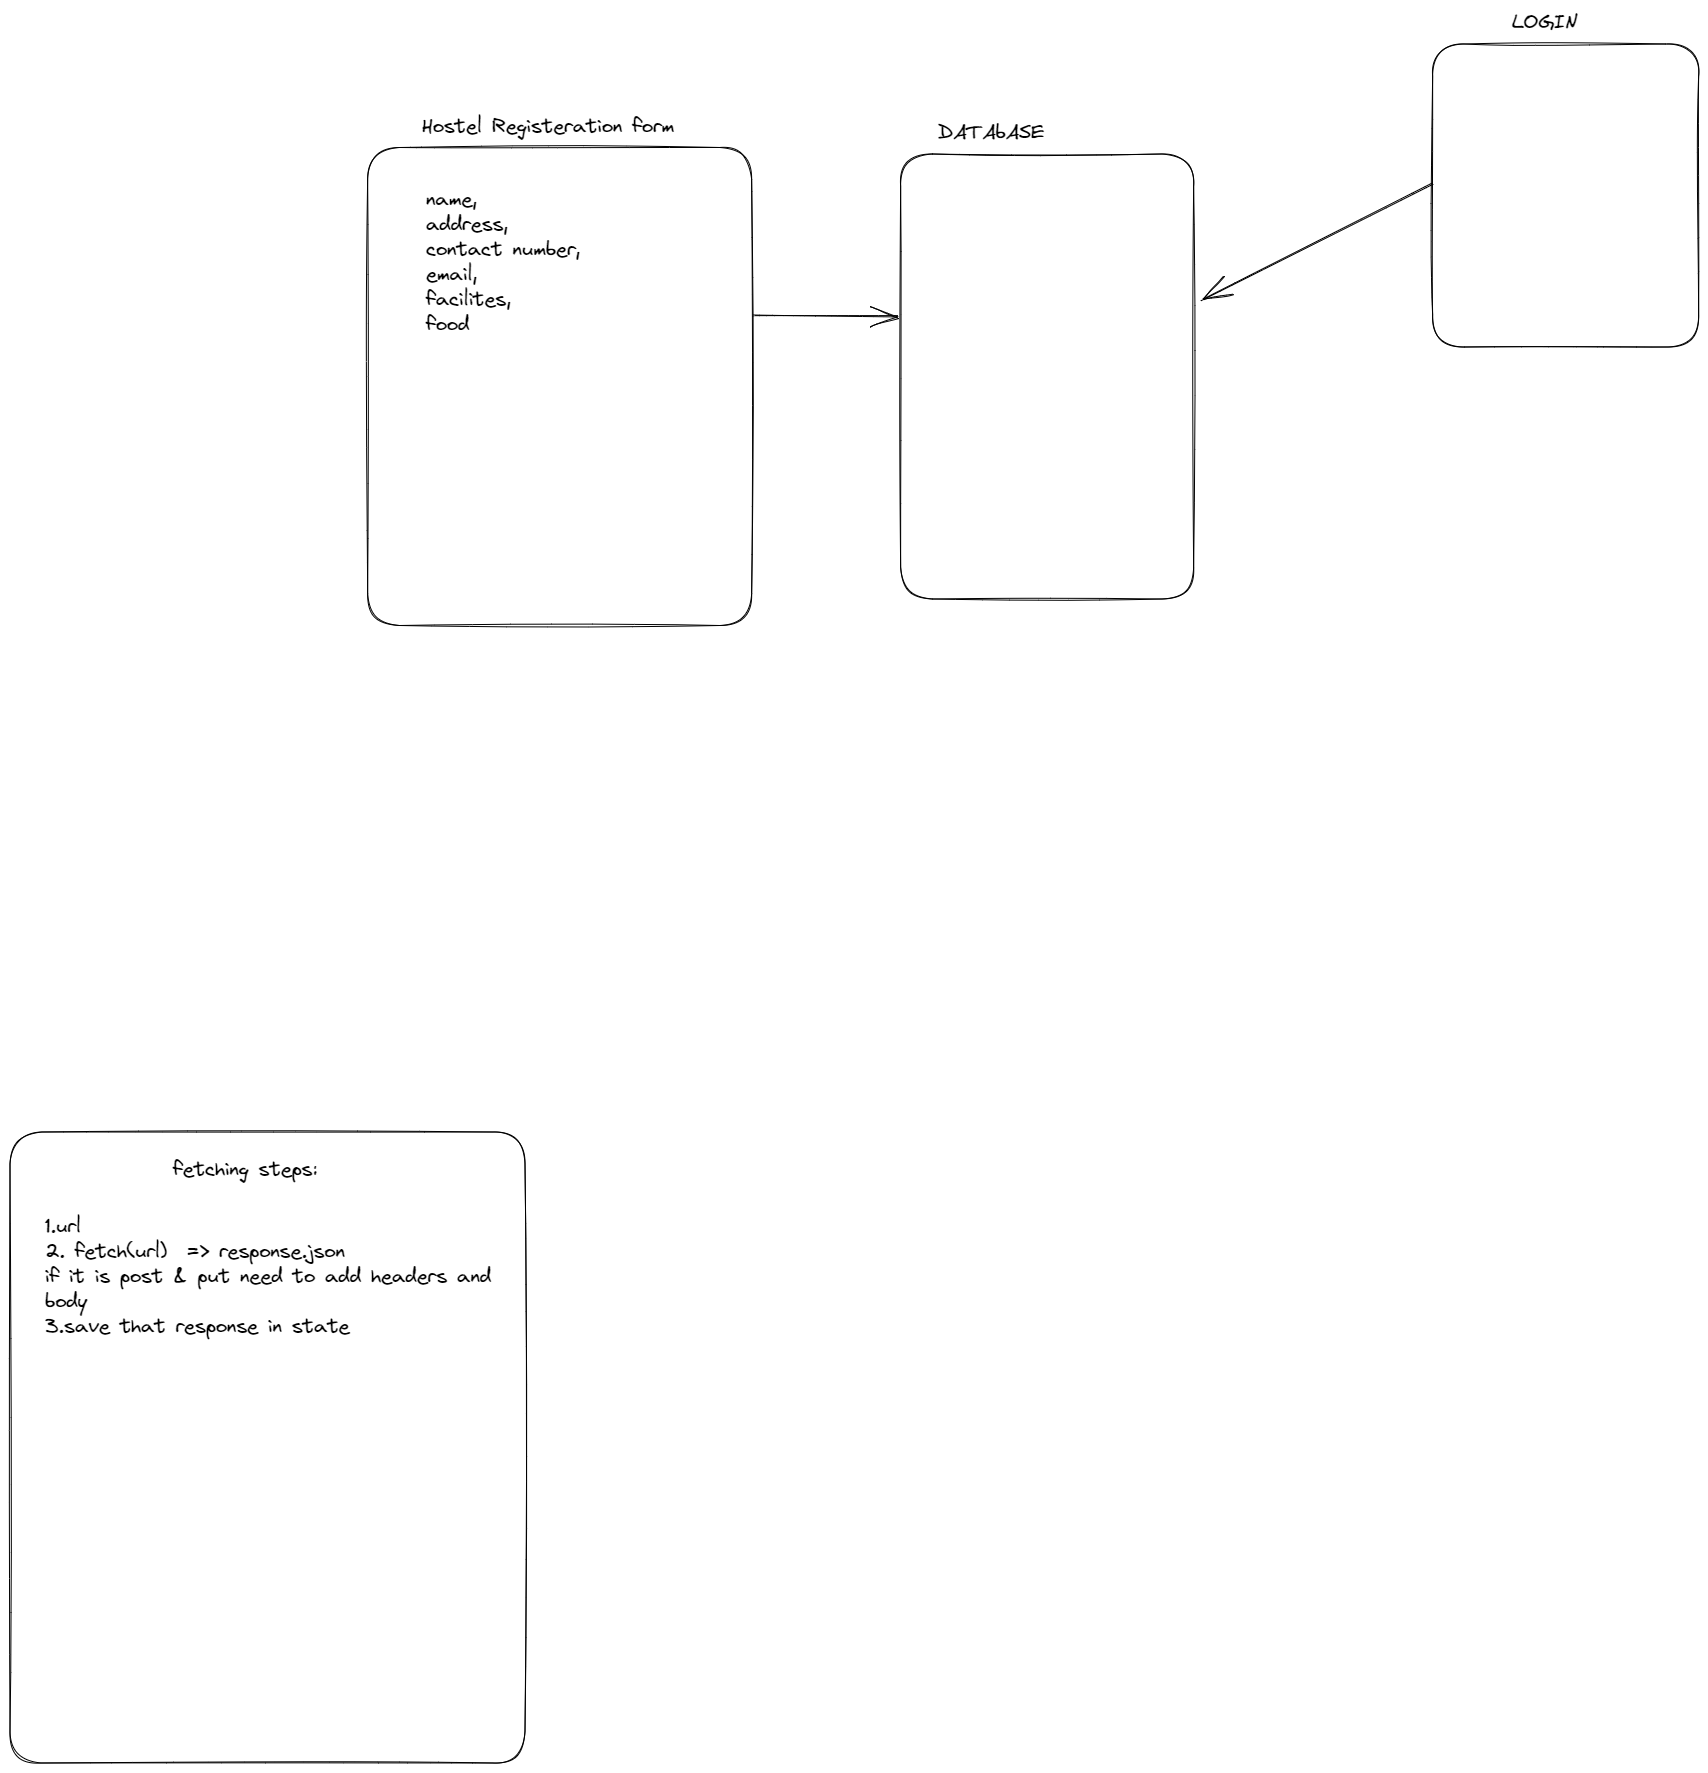 LOGIN
Hostel Registeration form
DATAbASE
name,
address,
contact number,
email,
facilites,
food
fetching steps:
1.url
2. fetch(url) => response.json
if it is post & put need to add headers and
body
3.save that response in state